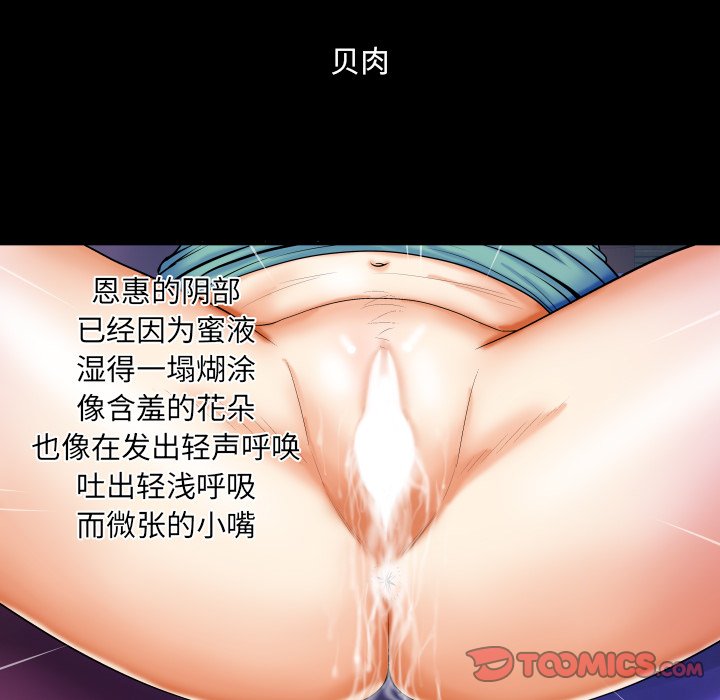 贝肉
恩惠的阴部
已经因为蜜液
湿得一塌煳涂
像含羞的花朵
也像在发出轻声呼唤
吐出轻浅呼吸
而微张的小嘴
TOOMICS.COM